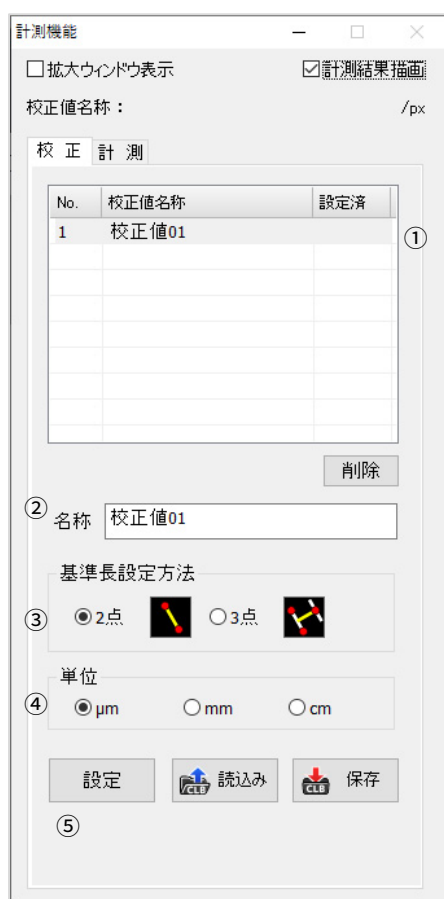 計測機能
拡大ウィンドウ表示 計測結果描画
校正値名称： /px
校 正 計 測
No. 校正値名称 設定済
1 校正値01
①
削除
② 名称 校正値01
基準長設定方法
③ 2点 3点
単位
④ μm mm cm
設定 CLB 読込み CLB 保存
⑤